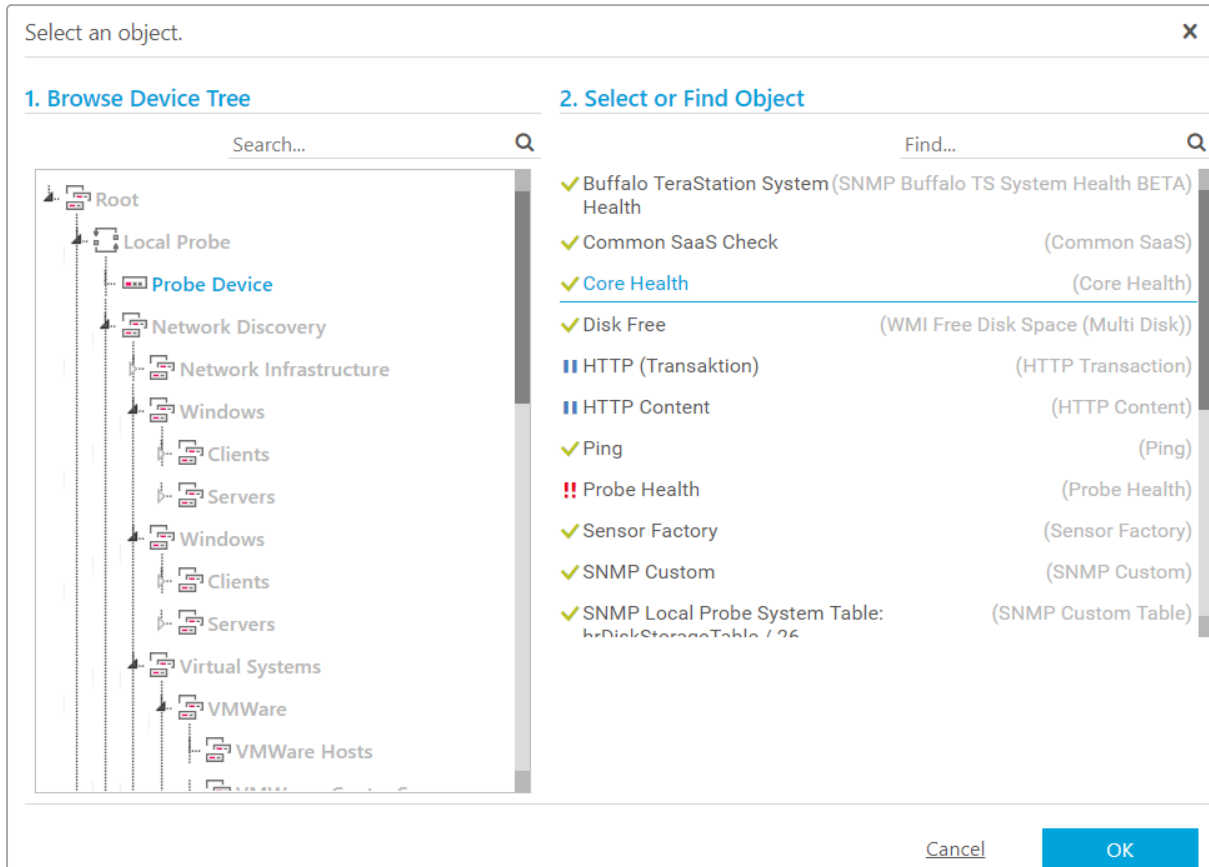 Select an object.
1. Browse Device Tree
Search...
Root
Local Probe
Probe Device
Network Discovery
Network Infrastructure
Windows
Clients
Servers
Windows
Clients
Servers
Virtual Systems
VMWare
VMWare Hosts
2. Select or Find Object
Find...
Buffalo TeraStation System (SNMP Buffalo TS System Health BETA)
Health
Common SaaS Check (Common SaaS)
Core Health (Core Health)
Disk Free (WMI Free Disk Space (Multi Disk))
HTTP (Transaktion) (HTTP Transaction)
HTTP Content (HTTP Content)
Ping (Ping)
Probe Health (Probe Health)
Sensor Factory (Sensor Factory)
SNMP Custom (SNMP Custom)
SNMP Local Probe System Table: (SNMP Custom Table)
hrDiskStorageTable / 26
Cancel
OK